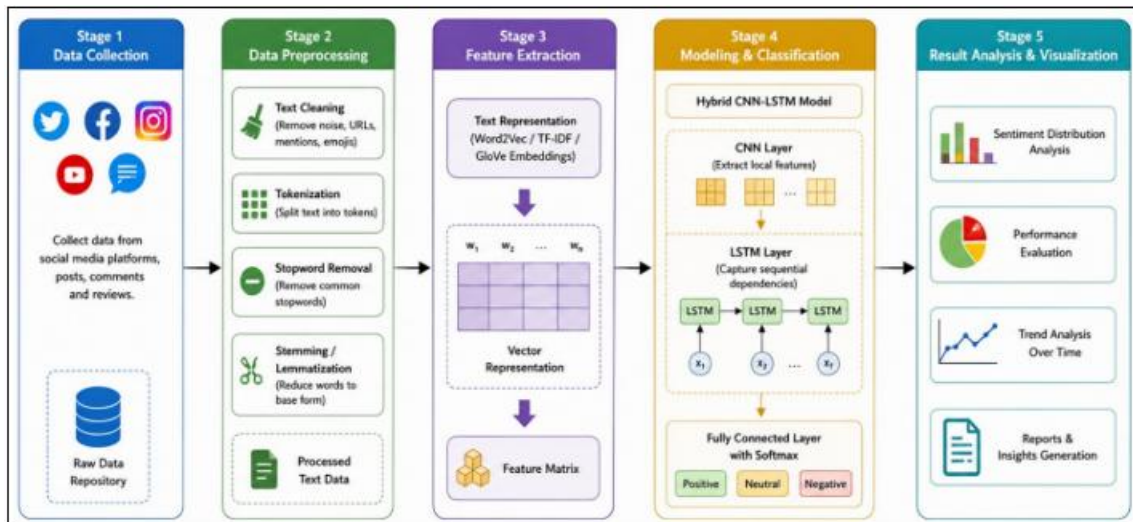 Stage 1
Data Collection
Collect data from
social media platforms,
posts, comments
and reviews.
Raw Data
Repository
Stage 2
Data Preprocessing
Text Cleaning
(Remove noise, URLs,
mentions, emojis)
Tokenization
(Split text into tokens)
Stopword Removal
(Remove common
stopwords)
Stemming /
Lemmatization
(Reduce words to
base form)
Processed
Text Data
Stage 3
Feature Extraction
Text Representation
(Word2Vec / TF-IDF /
GloVe Embeddings)
w₁ w₂ ... wₙ
Vector
Representation
Feature Matrix
Stage 4
Modeling & Classification
Hybrid CNN-LSTM Model
CNN Layer
(Extract local features)
...
LSTM Layer
(Capture sequential
dependencies)
LSTM LSTM LSTM
x₁ x₂ ... x_T
Fully Connected Layer
with Softmax
Positive Neutral Negative
Stage 5
Result Analysis & Visualization
Sentiment Distribution
Analysis
Performance
Evaluation
Trend Analysis
Over Time
Reports &
Insights Generation